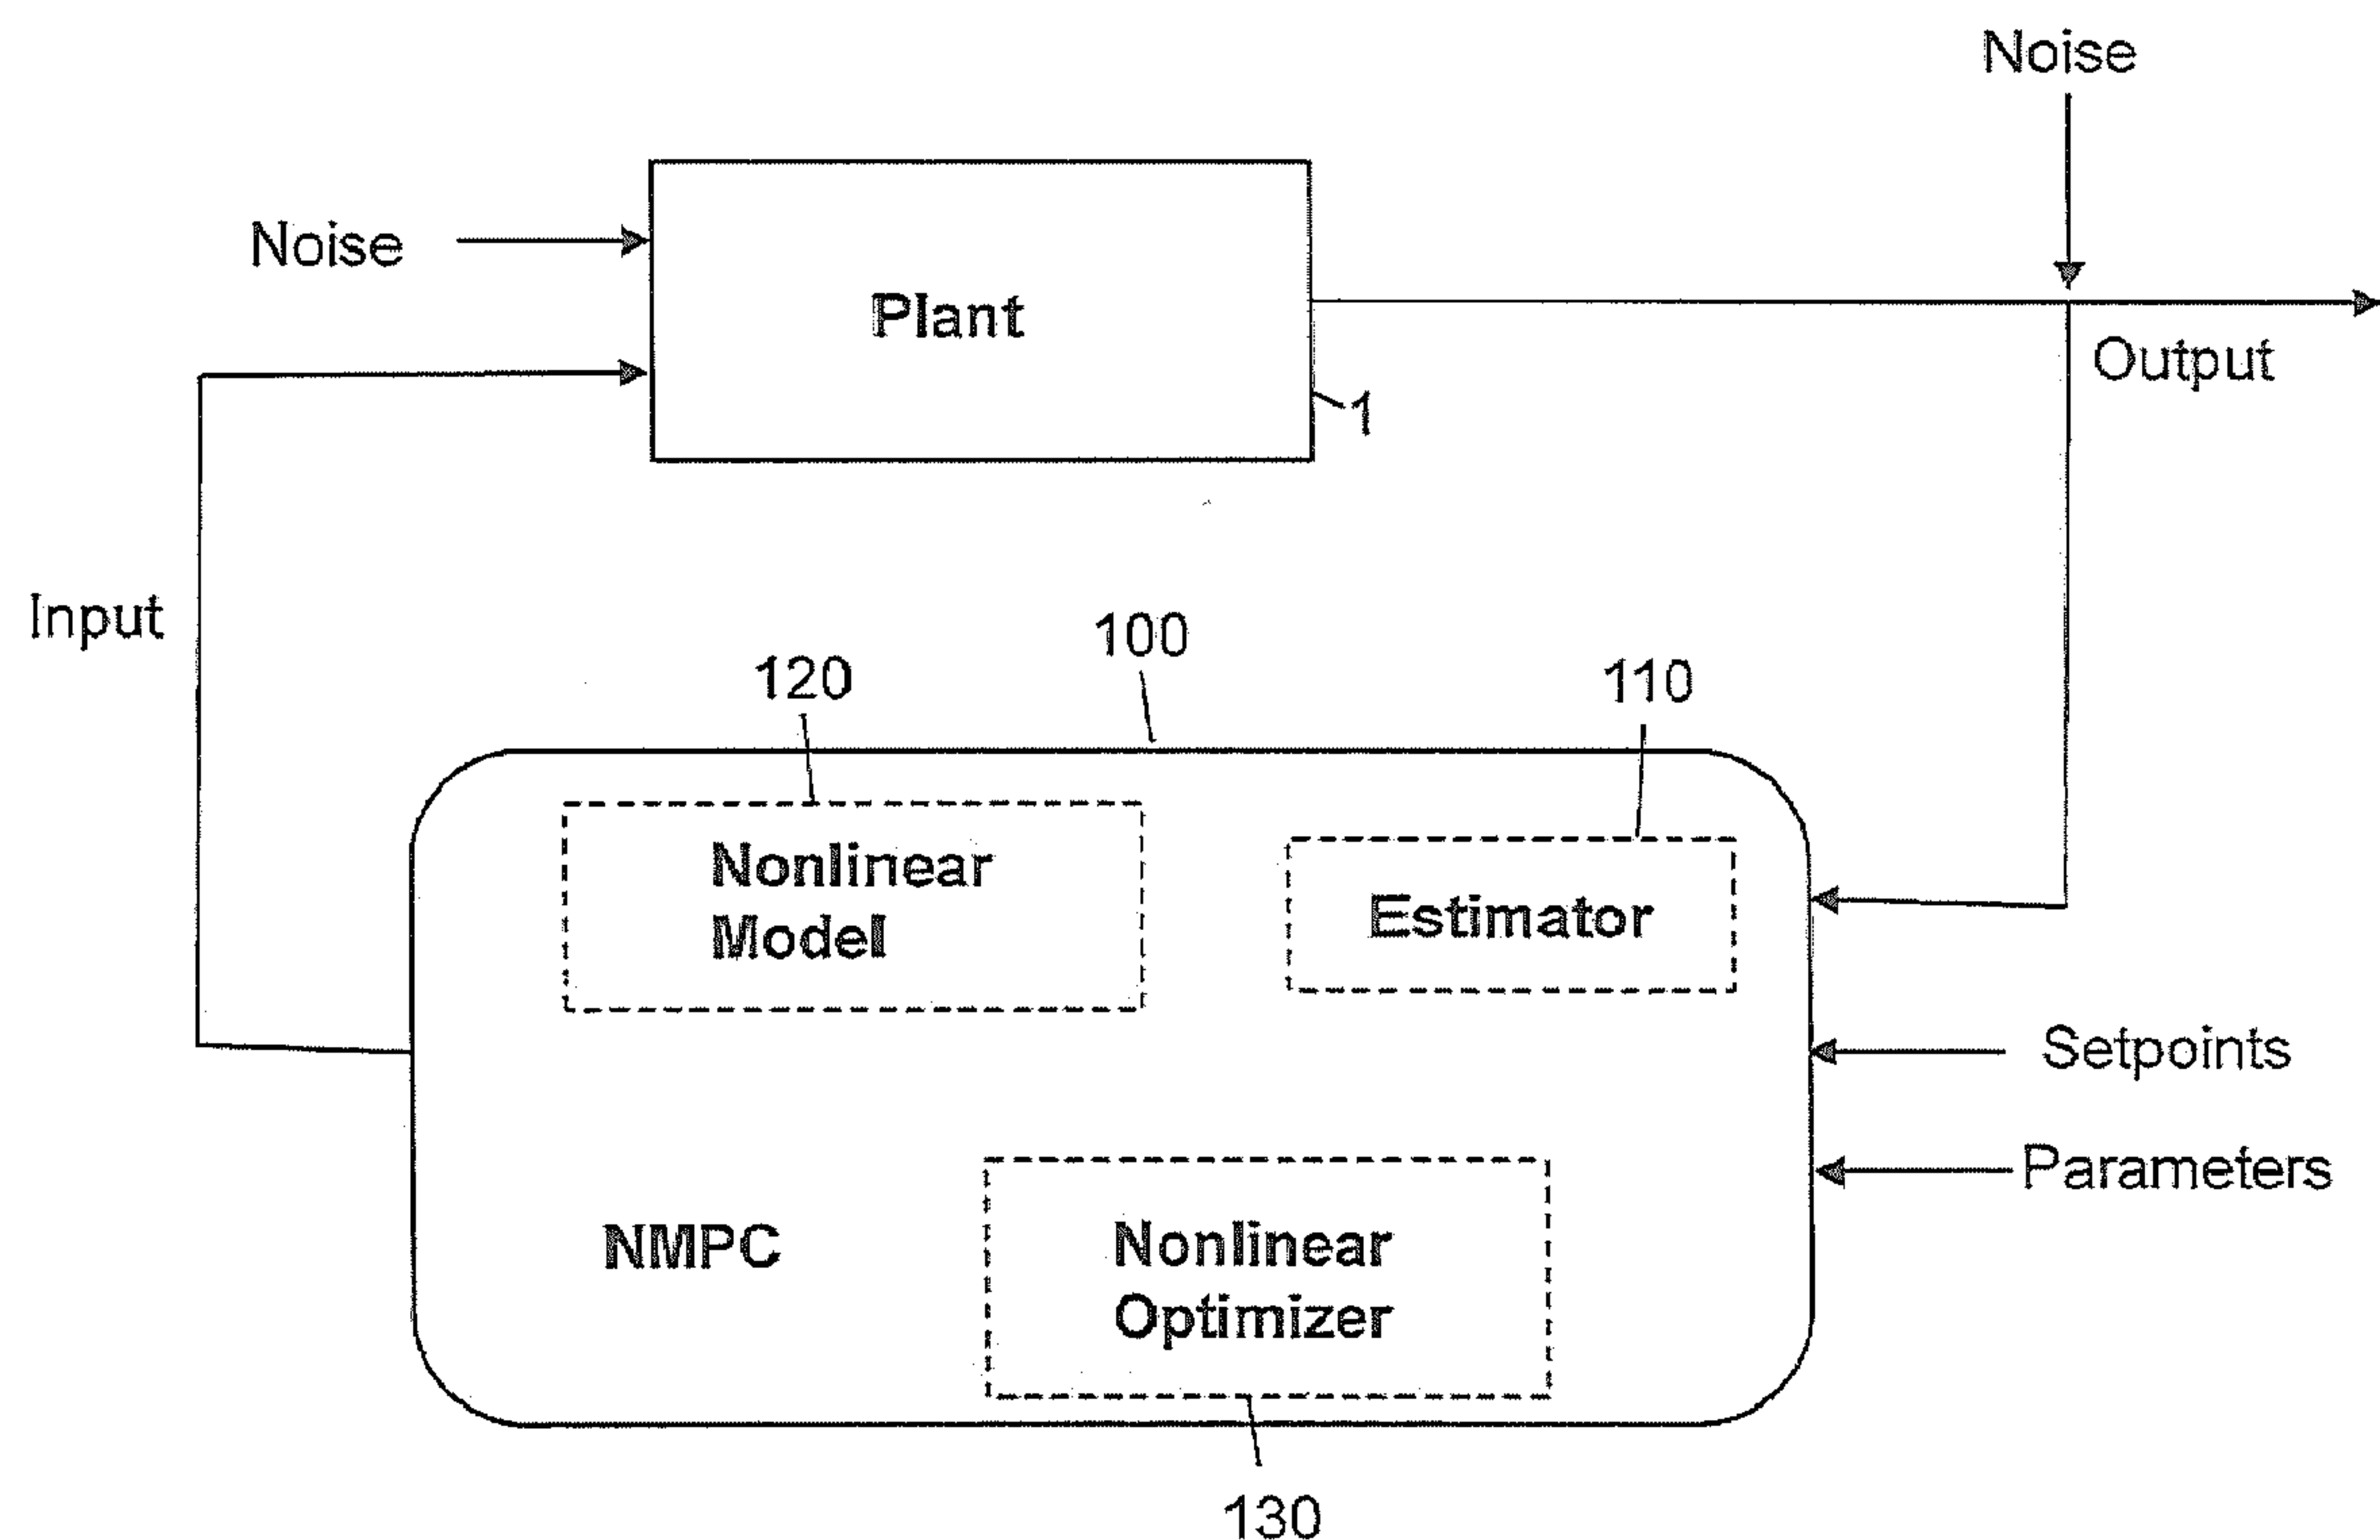 Noise
Noise
Plant
Output
1
Input
100
120
110
Nonlinear
Model
Estimator
Setpoints
Parameters
NMPC
Nonlinear
Optimizer
130